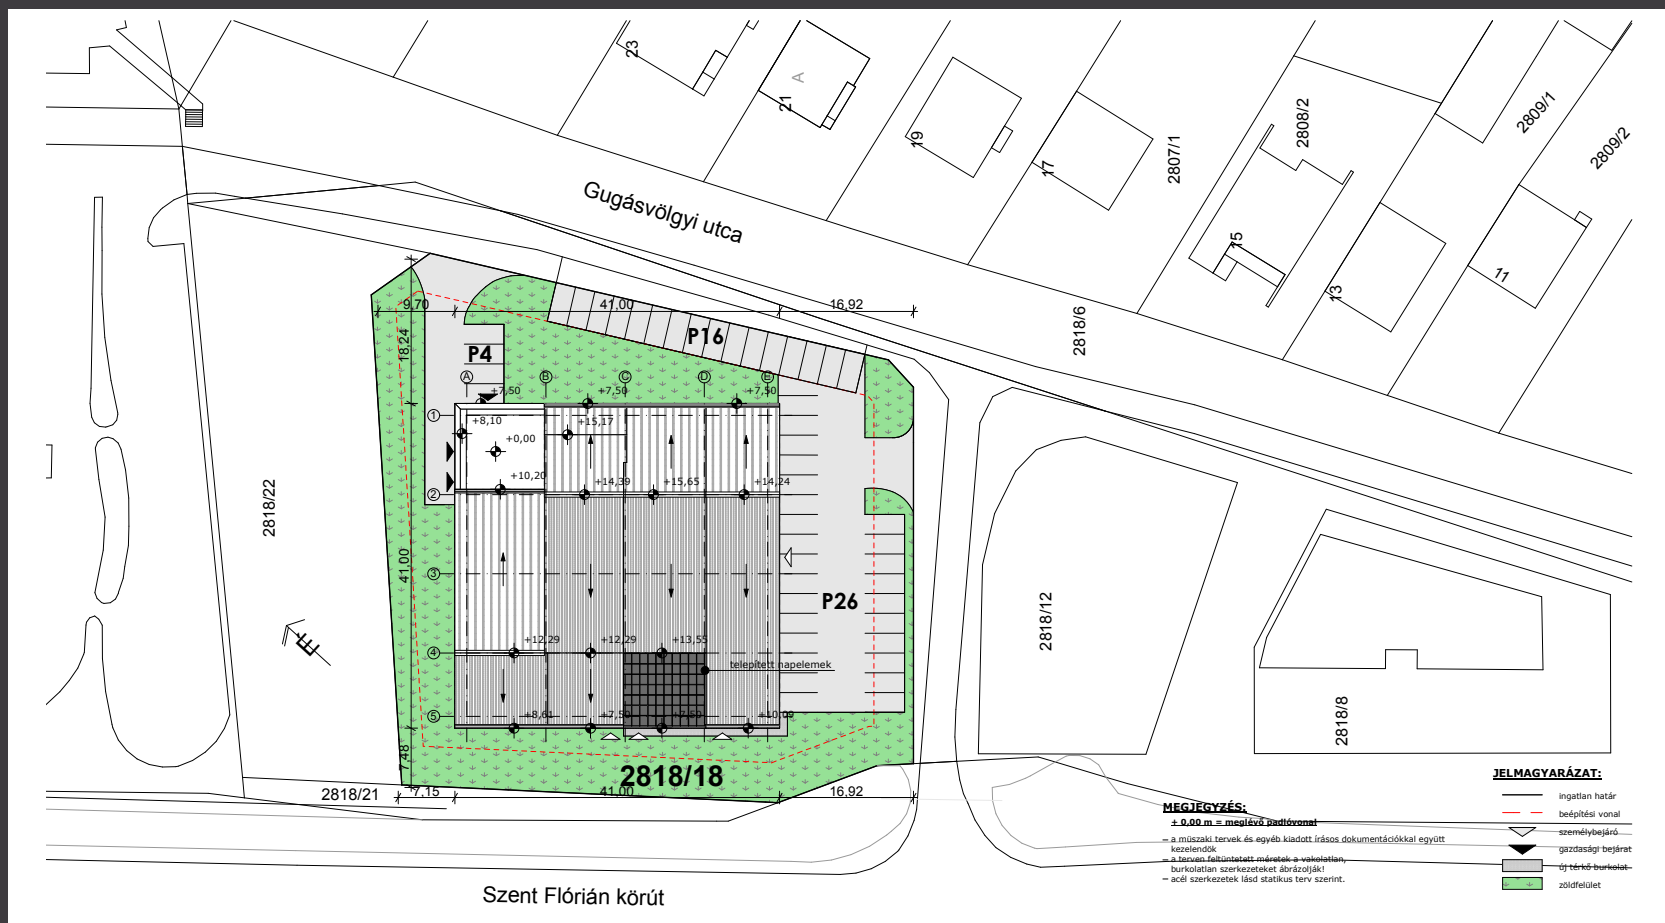 23
A
21
19
17
2807/1
2808/2
2809/1
2809/2
15
13
11
Gugásvölgyi utca
2818/6
9,70
41,00
16,92
18,24
P16
P4
A
B
C
D
E
+7,50
+7,50
+7,50
1
+8,10
+15,17
+0,00
+10,20
2
+14,39
+15,65
+14,24
2818/22
3
41,00
P26
2818/12
4
+12,29
+12,29
+13,55
telepített napelemek
5
+8,61
+7,50
+7,50
+10,09
7,48
2818/8
2818/18
2818/21
7,15
41,00
16,92
JELMAGYARÁZAT:
ingatlan határ
beépítési vonal
személybejáró
gazdasági bejárat
új térkő burkolat
zöldfelület
MEGJEGYZÉS:
+ 0,00 m = meglévő padlóvonal
– a műszaki tervek és egyéb kiadott írásos dokumentációkkal együtt
kezelendők
– a terven feltüntetett méretek a vakolatlan,
burkolatlan szerkezeteket ábrázolják!
– acél szerkezetek lásd statikus terv szerint.
Szent Flórián körút